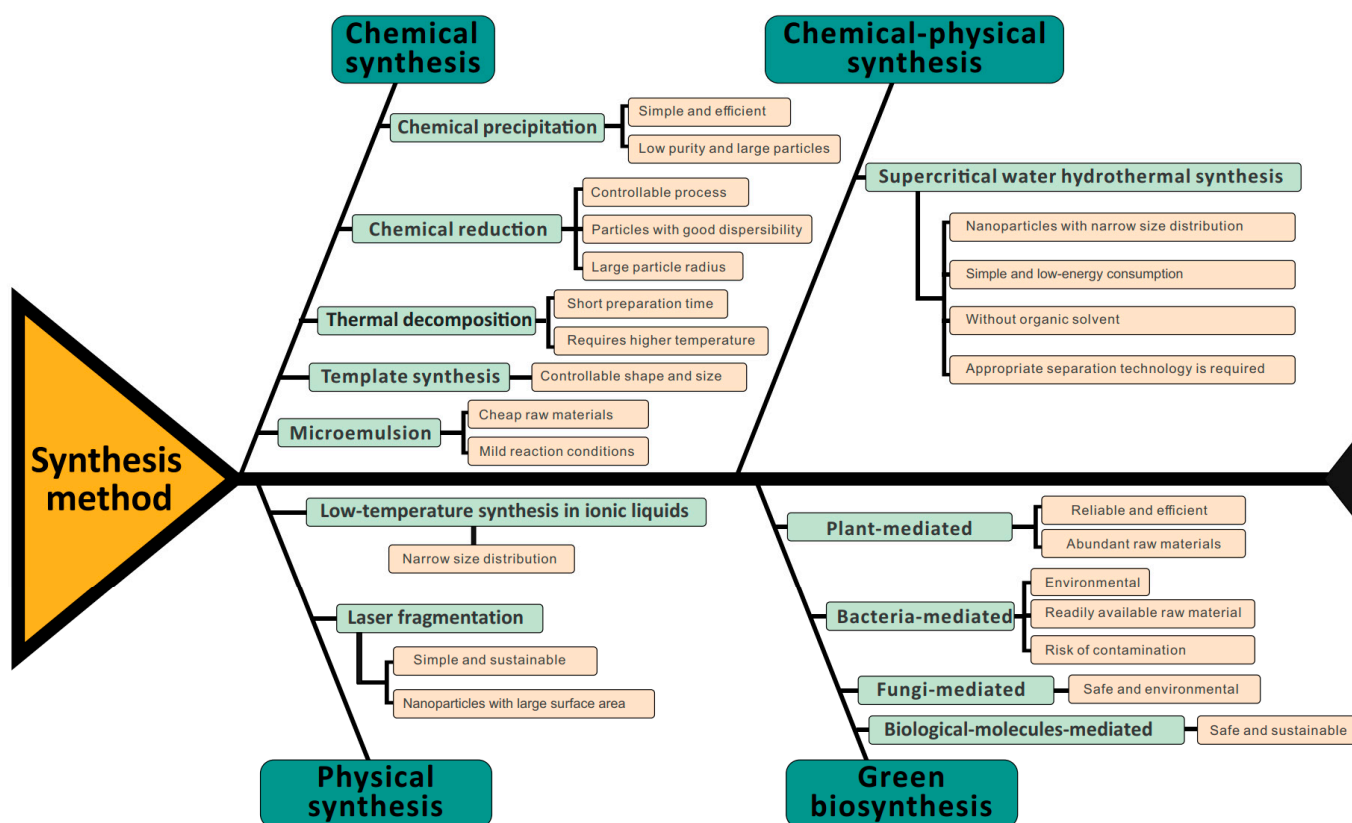 Chemical
synthesis
Chemical precipitation
Simple and efficient
Low purity and large particles
Chemical reduction
Controllable process
Particles with good dispersibility
Large particle radius
Thermal decomposition
Short preparation time
Requires higher temperature
Template synthesis
Controllable shape and size
Microemulsion
Cheap raw materials
Mild reaction conditions
Chemical-physical
synthesis
Supercritical water hydrothermal synthesis
Nanoparticles with narrow size distribution
Simple and low-energy consumption
Without organic solvent
Appropriate separation technology is required
Synthesis
method
Low-temperature synthesis in ionic liquids
Narrow size distribution
Laser fragmentation
Simple and sustainable
Nanoparticles with large surface area
Physical
synthesis
Plant-mediated
Reliable and efficient
Abundant raw materials
Bacteria-mediated
Environmental
Readily available raw material
Risk of contamination
Fungi-mediated
Safe and environmental
Biological-molecules-mediated
Safe and sustainable
Green
biosynthesis